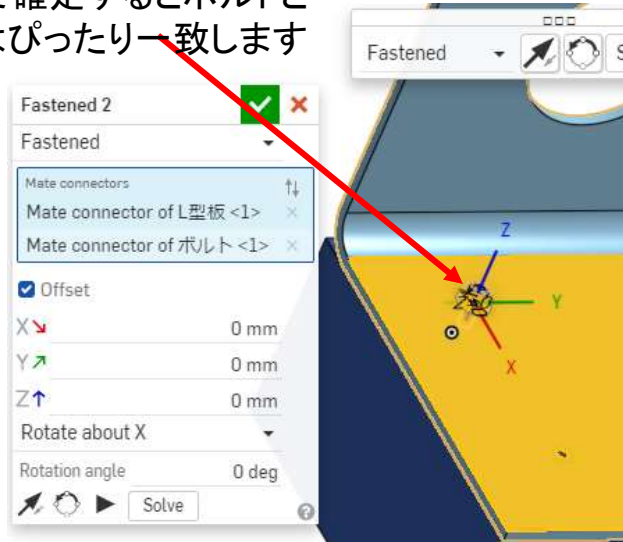 確定するとボルトと
はぴったり一致します
Fastened
S
Fastened 2
Fastened
Mate connectors
Mate connector of L型板 <1>
Mate connector of ボルト <1>
Offset
X 0 mm
Y 0 mm
Z 0 mm
Rotate about X
Rotation angle 0 deg
Solve
Z
Y
X